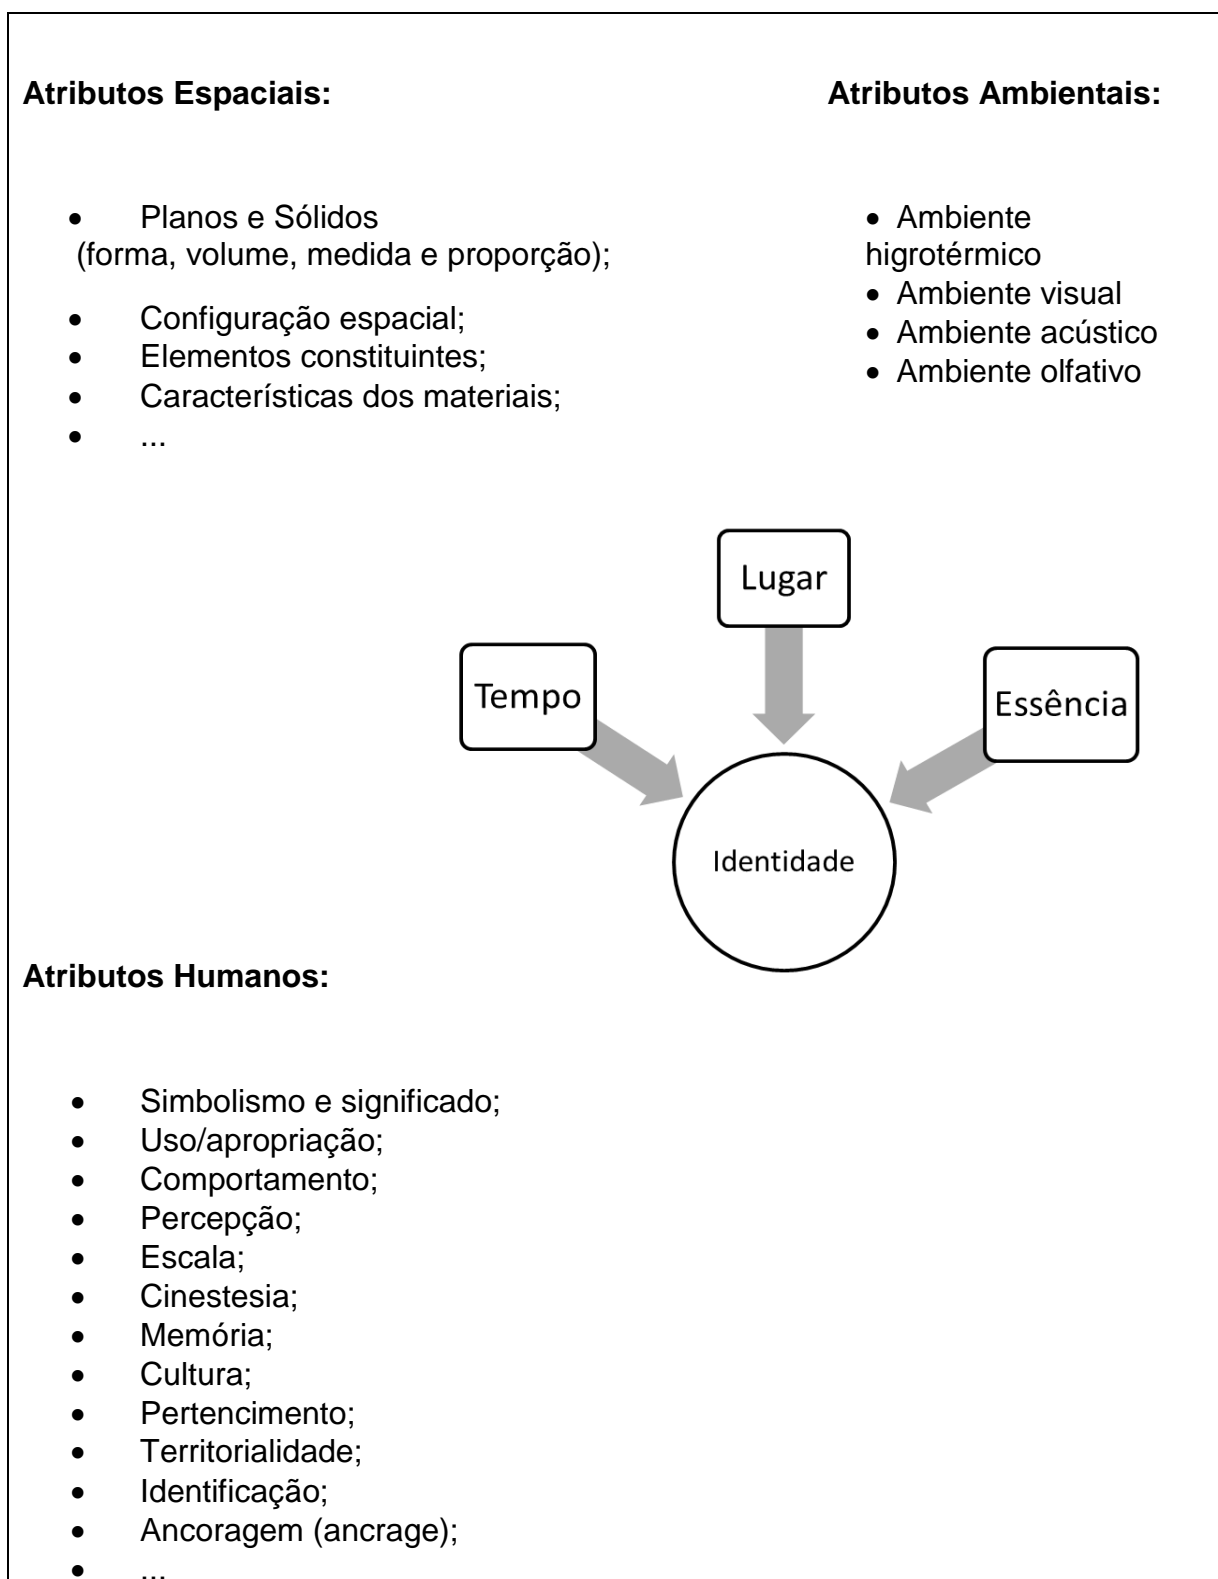 Atributos Espaciais:
Atributos Ambientais:
• Planos e Sólidos
(forma, volume, medida e proporção);
• Configuração espacial;
• Elementos constituintes;
• Características dos materiais;
• ...
• Ambiente
higrotérmico
• Ambiente visual
• Ambiente acústico
• Ambiente olfativo
Lugar
Tempo
Essência
Identidade
Atributos Humanos:
• Simbolismo e significado;
• Uso/apropriação;
• Comportamento;
• Percepção;
• Escala;
• Cinestesia;
• Memória;
• Cultura;
• Pertencimento;
• Territorialidade;
• Identificação;
• Ancoragem (ancrage);
• ...